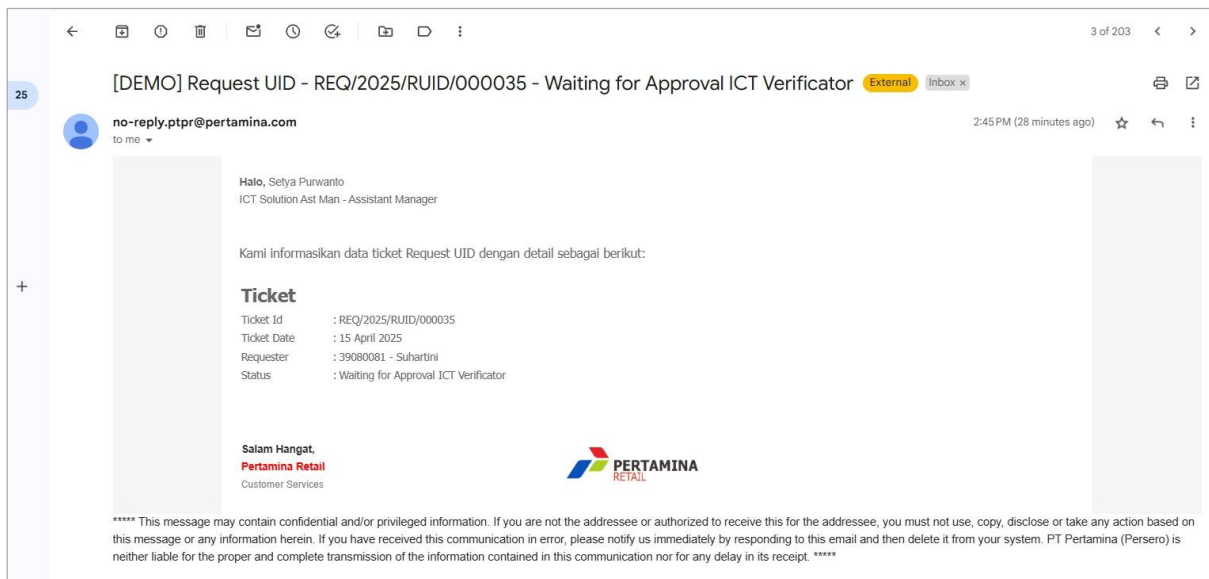 3 of 203
25
[DEMO] Request UID - REQ/2025/RUID/000035 - Waiting for Approval ICT Verificator External Inbox ×
no-reply.ptpr@pertamina.com 2:45 PM (28 minutes ago)
to me
Halo, Setya Purwanto
ICT Solution Ast Man - Assistant Manager
Kami informasikan data ticket Request UID dengan detail sebagai berikut:
Ticket
Ticket Id : REQ/2025/RUID/000035
Ticket Date : 15 April 2025
Requester : 39080081 - Suhartini
Status : Waiting for Approval ICT Verificator
Salam Hangat,
Pertamina Retail
Customer Services
PERTAMINA
RETAIL
***** This message may contain confidential and/or privileged information. If you are not the addressee or authorized to receive this for the addressee, you must not use, copy, disclose or take any action based on
this message or any information herein. If you have received this communication in error, please notify us immediately by responding to this email and then delete it from your system. PT Pertamina (Persero) is
neither liable for the proper and complete transmission of the information contained in this communication nor for any delay in its receipt. *****